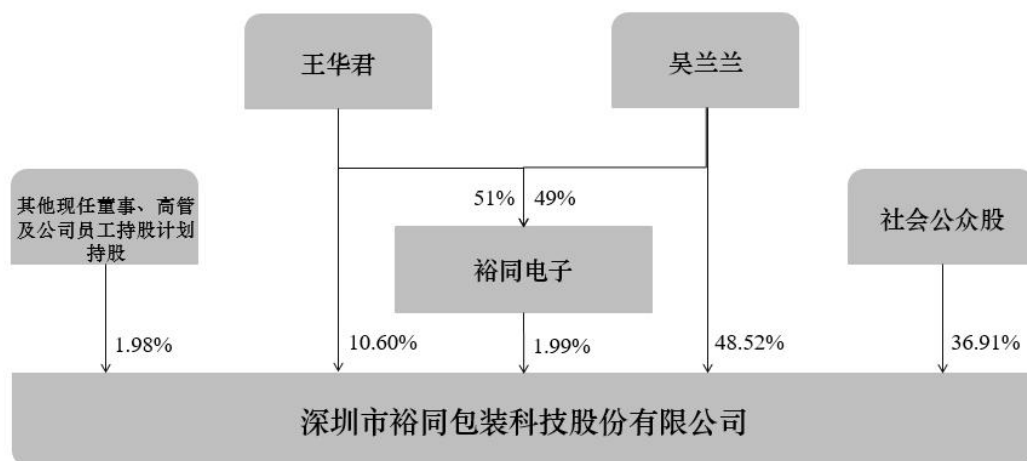 王华君
吴兰兰
其他现任董事、高管
及公司员工持股计划
持股
51%
49%
社会公众股
裕同电子
1.98%
10.60%
1.99%
48.52%
36.91%
深圳市裕同包装科技股份有限公司